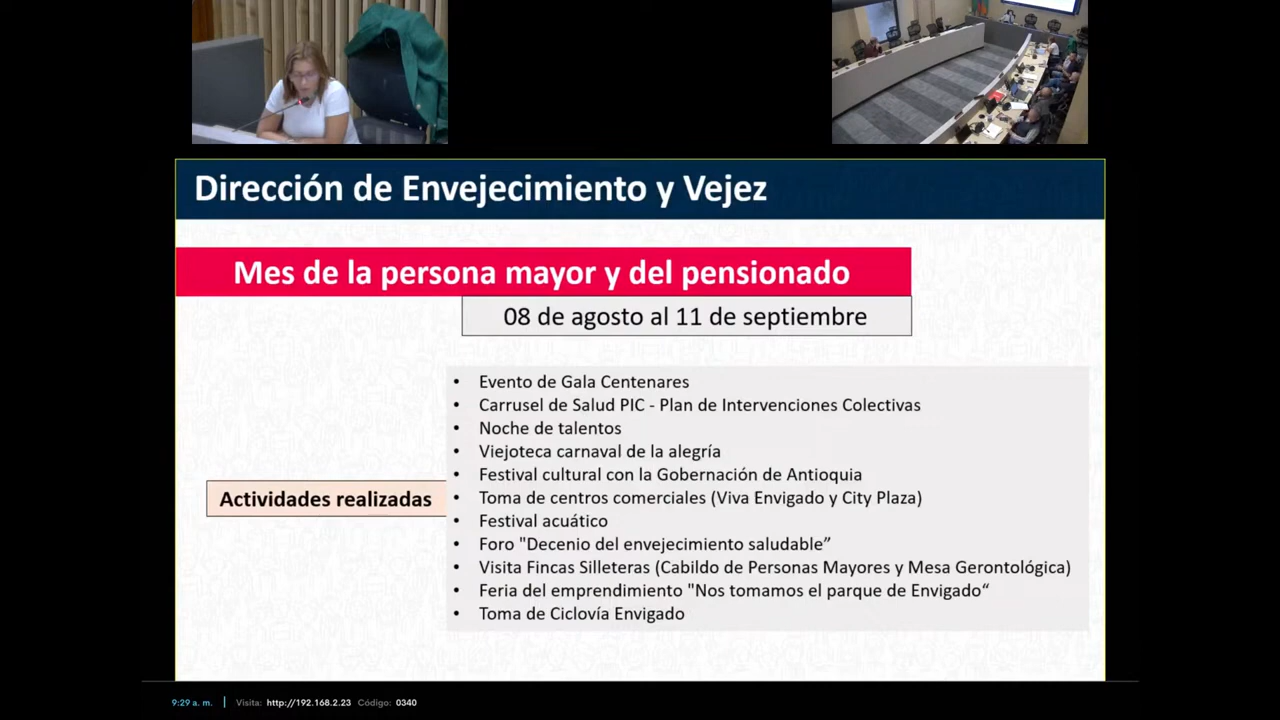 Dirección de Envejecimiento y Vejez
Mes de la persona mayor y del pensionado
08 de agosto al 11 de septiembre
Actividades realizadas
• Evento de Gala Centenares
• Carrusel de Salud PIC - Plan de Intervenciones Colectivas
• Noche de talentos
• Viejoteca carnaval de la alegría
• Festival cultural con la Gobernación de Antioquia
• Toma de centros comerciales (Viva Envigado y City Plaza)
• Festival acuático
• Foro "Decenio del envejecimiento saludable”
• Visita Fincas Silleteras (Cabildo de Personas Mayores y Mesa Gerontológica)
• Feria del emprendimiento "Nos tomamos el parque de Envigado“
• Toma de Ciclovía Envigado
9:29 a. m. | Visita: http://192.168.2.23 Código: 0340